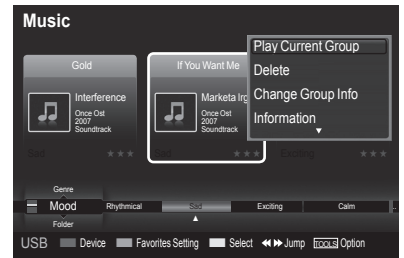 Music
Play Current Group
Delete
Change Group Info
Information
Gold
If You Want Me
Interference
Once Ost
2007
Soundtrack
Marketa Irg
Once Ost
2007
Soundtrack
Sad ★★★
Sad ★★★
Exciting ★★★
Genre
Mood Rhythmical Sad Exciting Calm
Folder
USB Device Favorites Setting Select Jump TOOLS Option